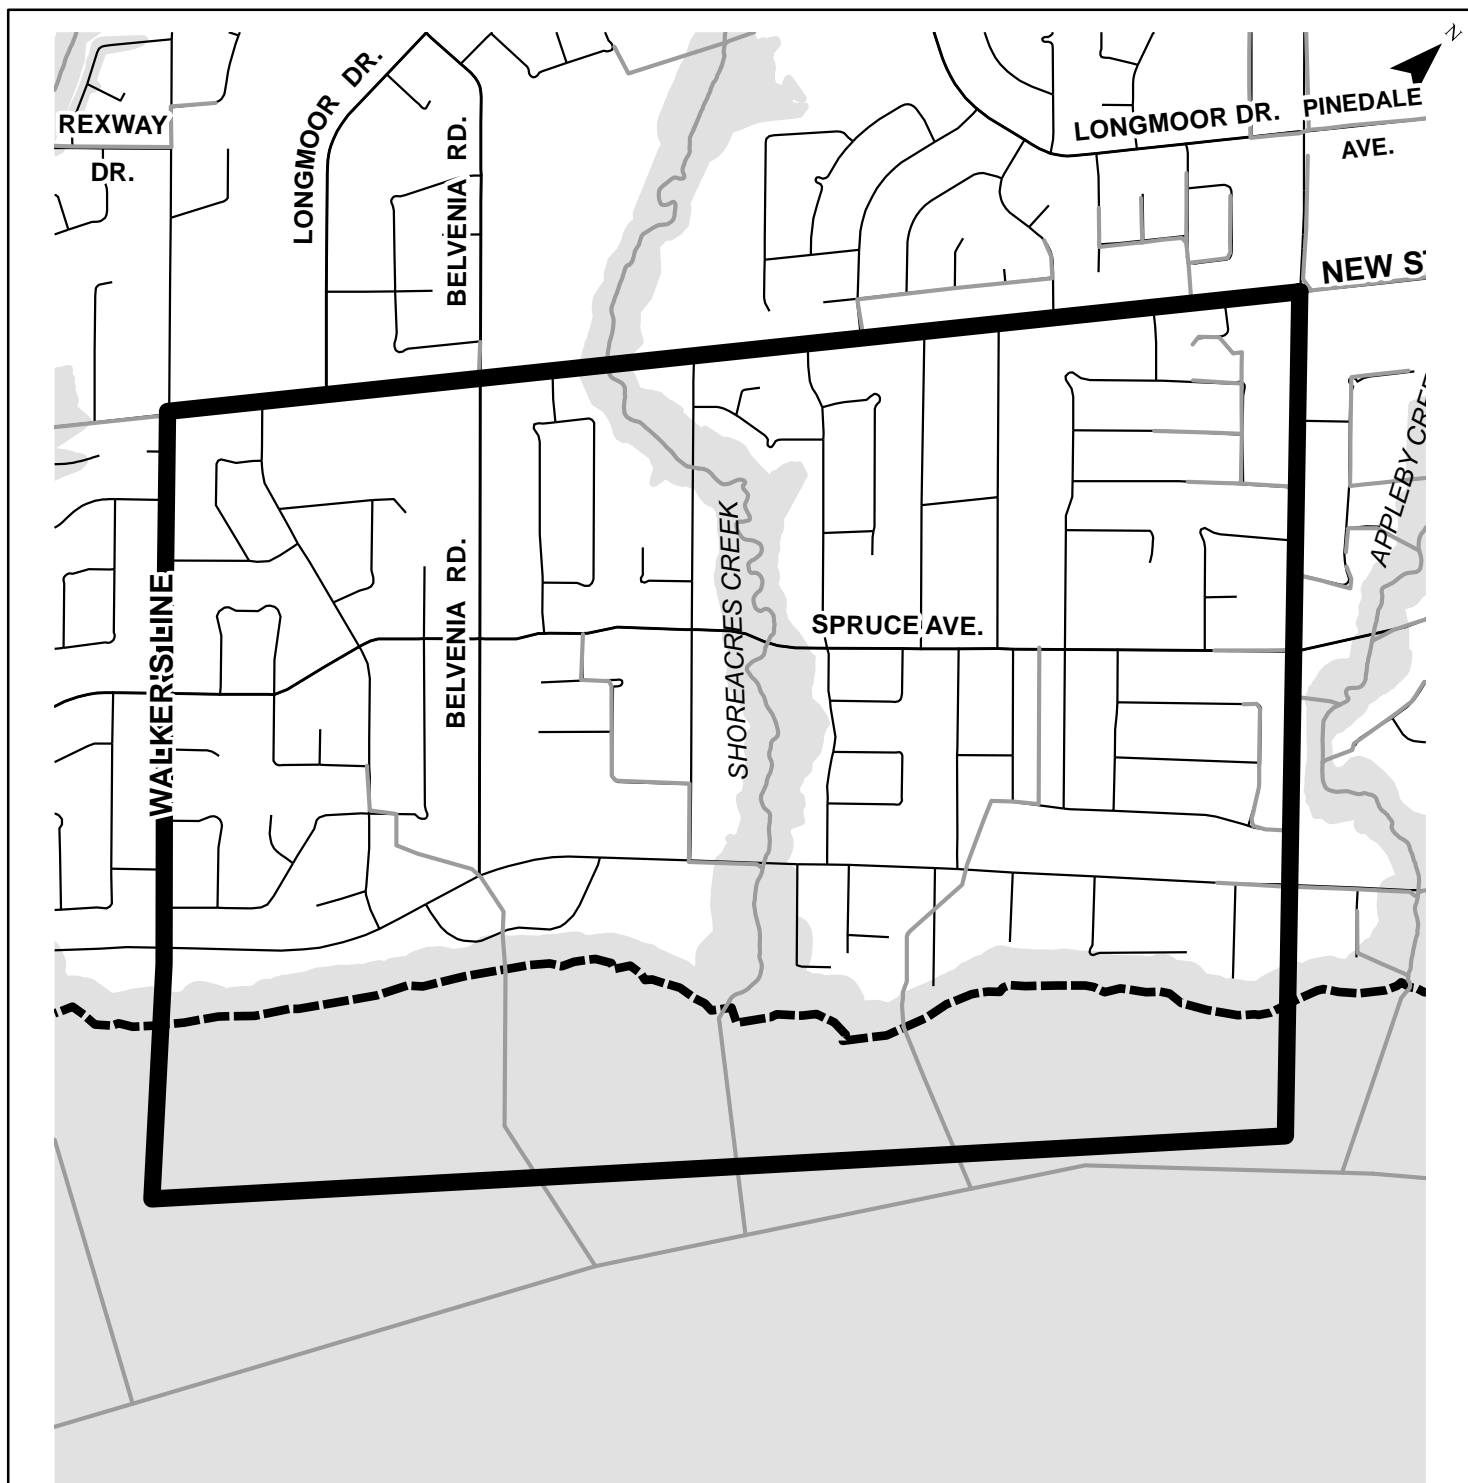 N
LONGMOOR DR.
PINEDALE
AVE.
LONGMOOR DR.
REXWAY
DR.
BELVENIA RD.
NEW ST
APPLEBY CREE
SHOREACRES CREEK
SPRUCE AVE.
BELVENIA RD.
WALKER'S LINE